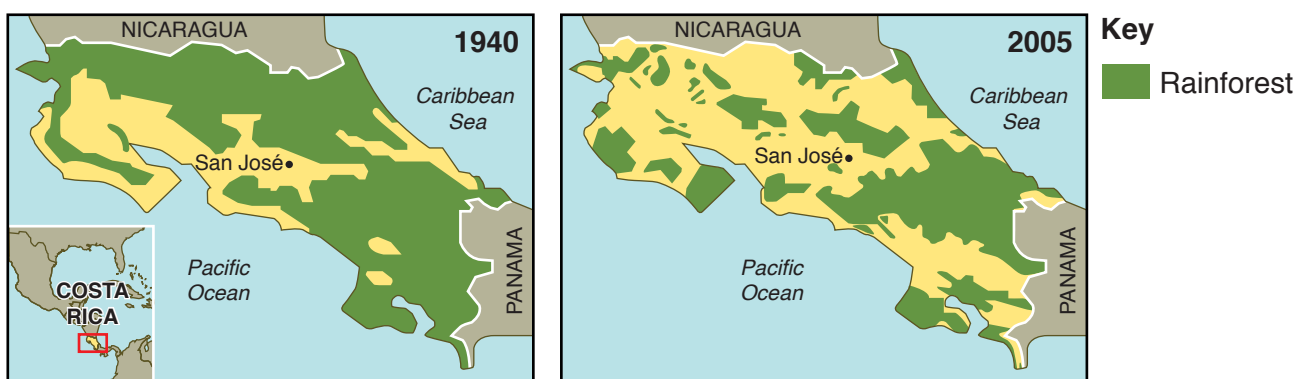 NICARAGUA
1940
Caribbean
Sea
San José
Pacific
Ocean
PANAMA
COSTA
RICA
NICARAGUA
2005
Caribbean
Sea
San José
Pacific
Ocean
PANAMA
Key
Rainforest